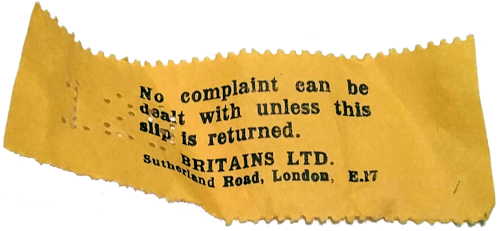 No complaint can be
dealt with unless this
slip is returned.
BRITAINS LTD.
Sutherland Road, London, E.17